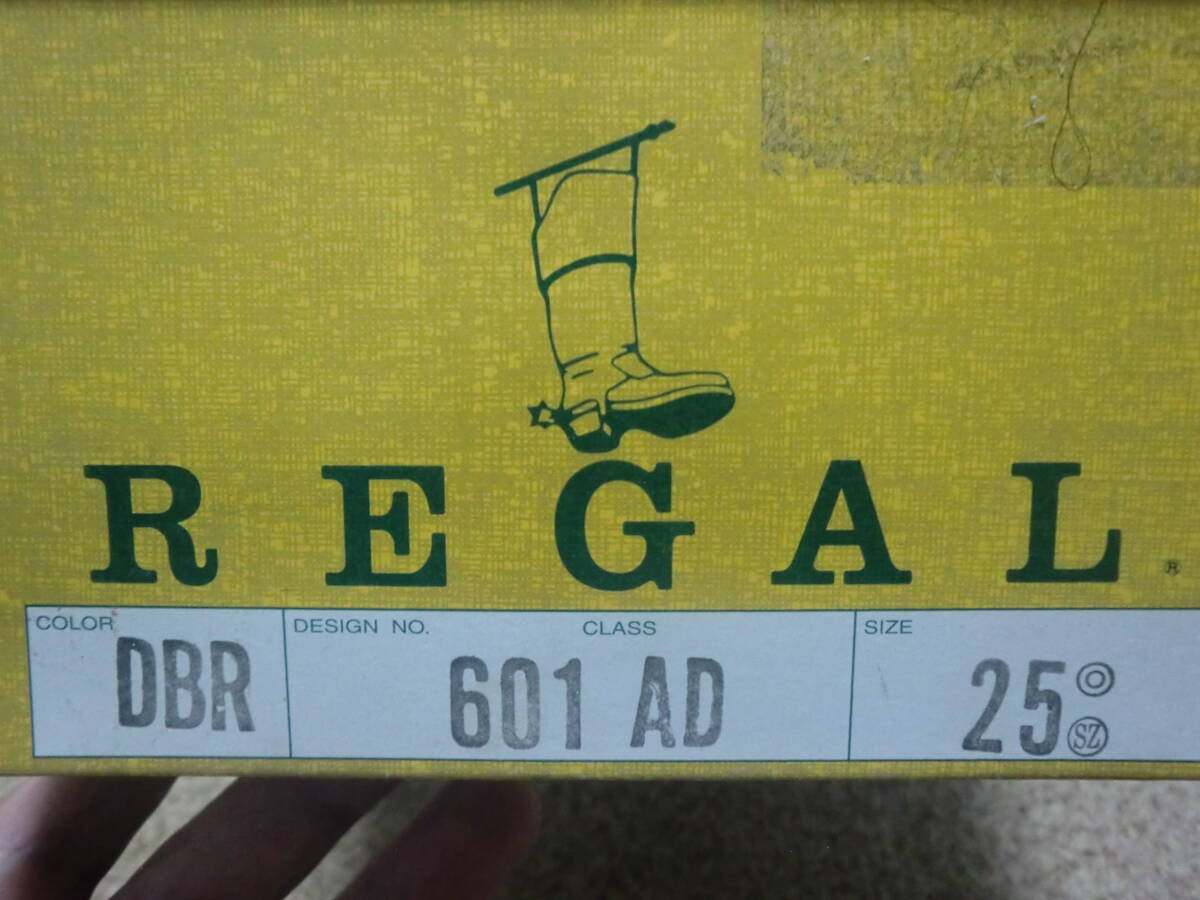 REGAL ®
COLOR DESIGN NO. CLASS SIZE
DBR 601 AD 25 ◎
SZ